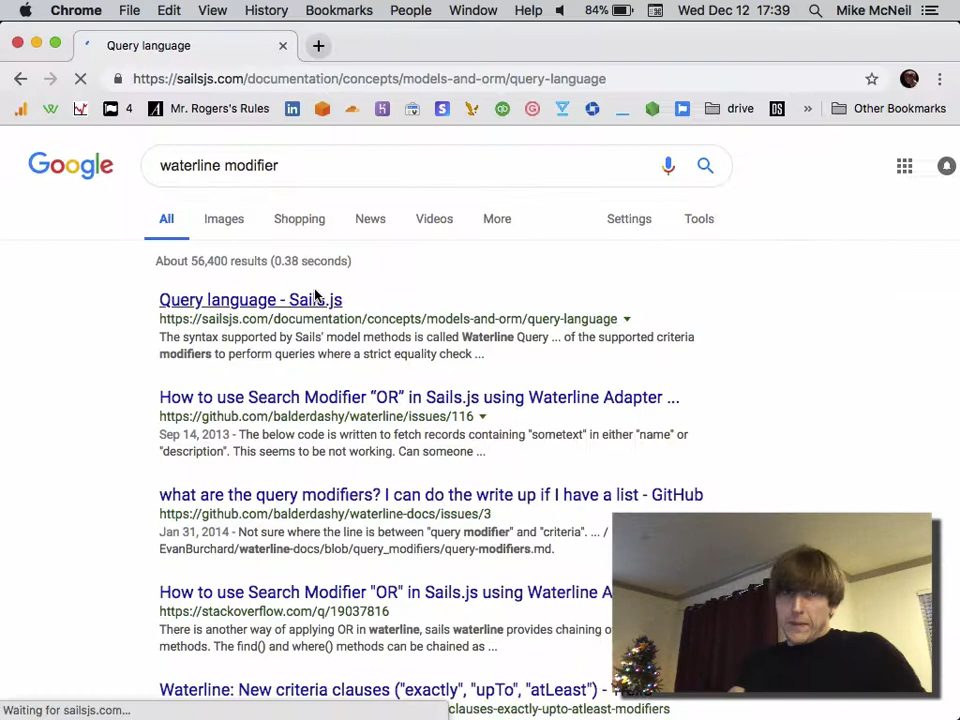 Chrome File Edit View History Bookmarks People Window Help 84% Wed Dec 12 17:39 Mike McNeil
Query language
https://sailsjs.com/documentation/concepts/models-and-orm/query-language
4 Mr. Rogers's Rules drive Other Bookmarks
Google
waterline modifier
All Images Shopping News Videos More Settings Tools
About 56,400 results (0.38 seconds)
Query language - Sails.js
https://sailsjs.com/documentation/concepts/models-and-orm/query-language
The syntax supported by Sails' model methods is called Waterline Query ... of the supported criteria
modifiers to perform queries where a strict equality check ...
How to use Search Modifier “OR” in Sails.js using Waterline Adapter ...
https://github.com/balderdashy/waterline/issues/116
Sep 14, 2013 - The below code is written to fetch records containing "sometext" in either "name" or
"description". This seems to be not working. Can someone ...
what are the query modifiers? I can do the write up if I have a list - GitHub
https://github.com/balderdashy/waterline-docs/issues/3
Jan 31, 2014 - Not sure where the line is between "query modifier" and "criteria". ... /
EvanBurchard/waterline-docs/blob/query_modifiers/query-modifiers.md.
How to use Search Modifier "OR" in Sails.js using Waterline A
https://stackoverflow.com/q/19037816
There is another way of applying OR in waterline, sails waterline provides chaining of
methods. The find() and where() methods can be chained as ...
Waterline: New criteria clauses ("exactly", "upTo", "atLeast") -
clauses-exactly-upto-atleast-modifiers
Waiting for sailsjs.com...